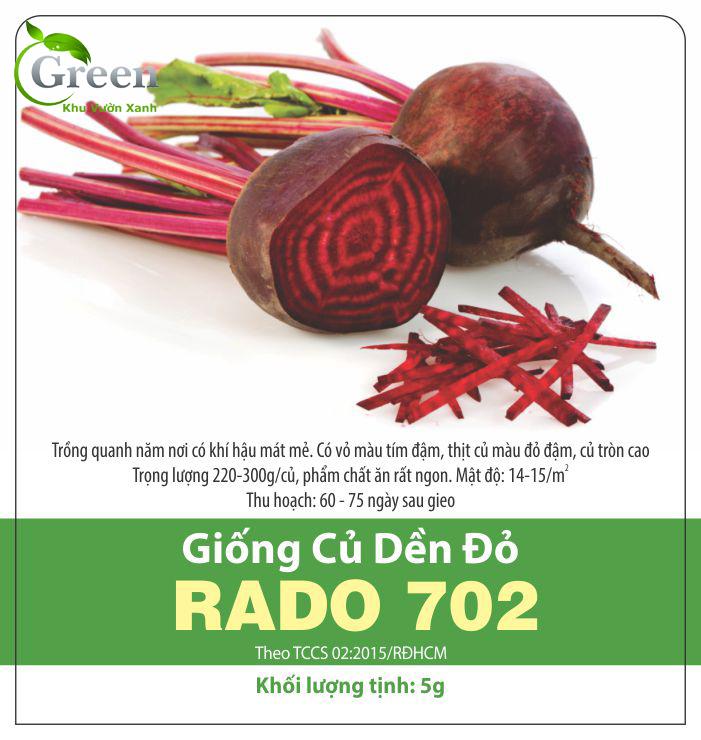 Green
Khu Vườn Xanh
Trồng quanh năm nơi có khí hậu mát mẻ. Có vỏ màu tím đậm, thịt củ màu đỏ đậm, củ tròn cao
Trọng lượng 220-300g/củ, phẩm chất ăn rất ngon. Mật độ: 14-15/m²
Thu hoạch: 60 - 75 ngày sau gieo
Giống Củ Dền Đỏ
RADO 702
Theo TCCS 02:2015/RĐHCM
Khối lượng tịnh: 5g